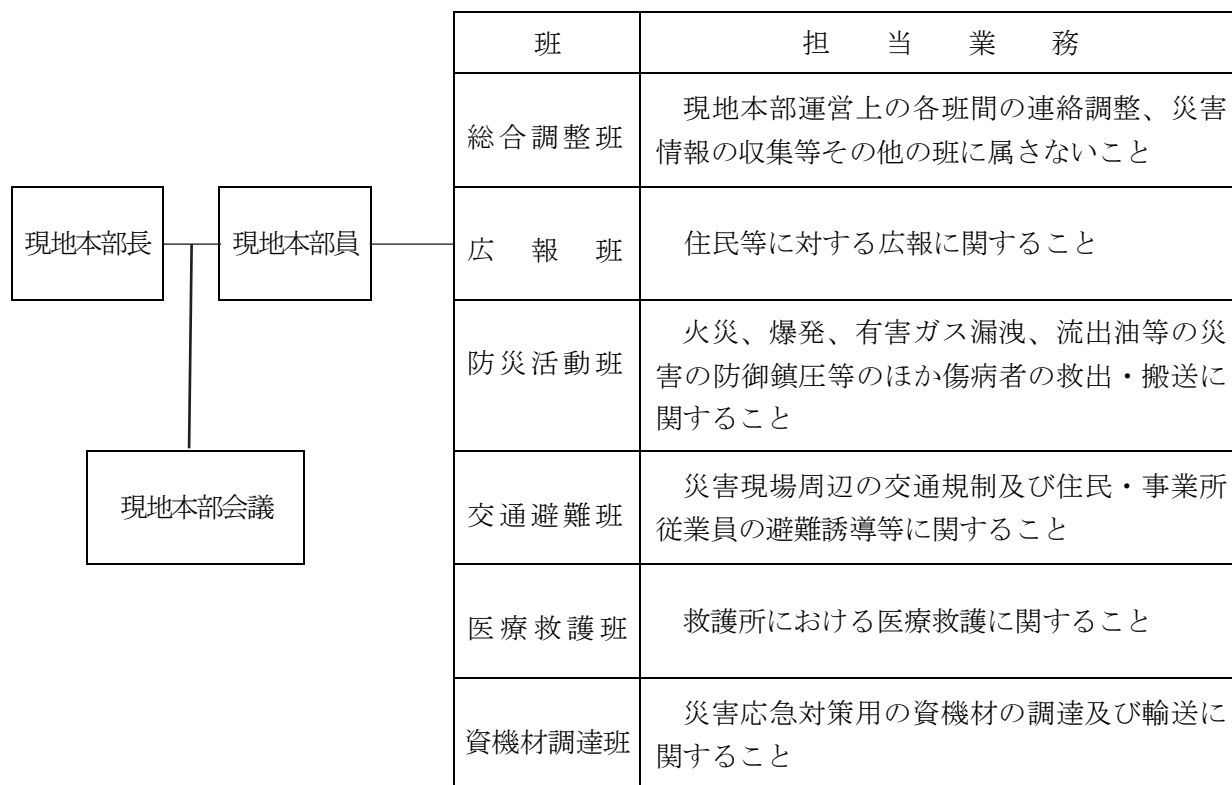 班 担当業務
総合調整班
現地本部運営上の各班間の連絡調整、災害
情報の収集等その他の班に属さないこと
現地本部長 現地本部員
広報班
住民等に対する広報に関すること
防災活動班
火災、爆発、有害ガス漏洩、流出油等の災
害の防御鎮圧等のほか傷病者の救出・搬送に
関すること
現地本部会議
交通避難班
災害現場周辺の交通規制及び住民・事業所
従業員の避難誘導等に関すること
医療救護班
救護所における医療救護に関すること
資機材調達班
災害応急対策用の資機材の調達及び輸送に
関すること